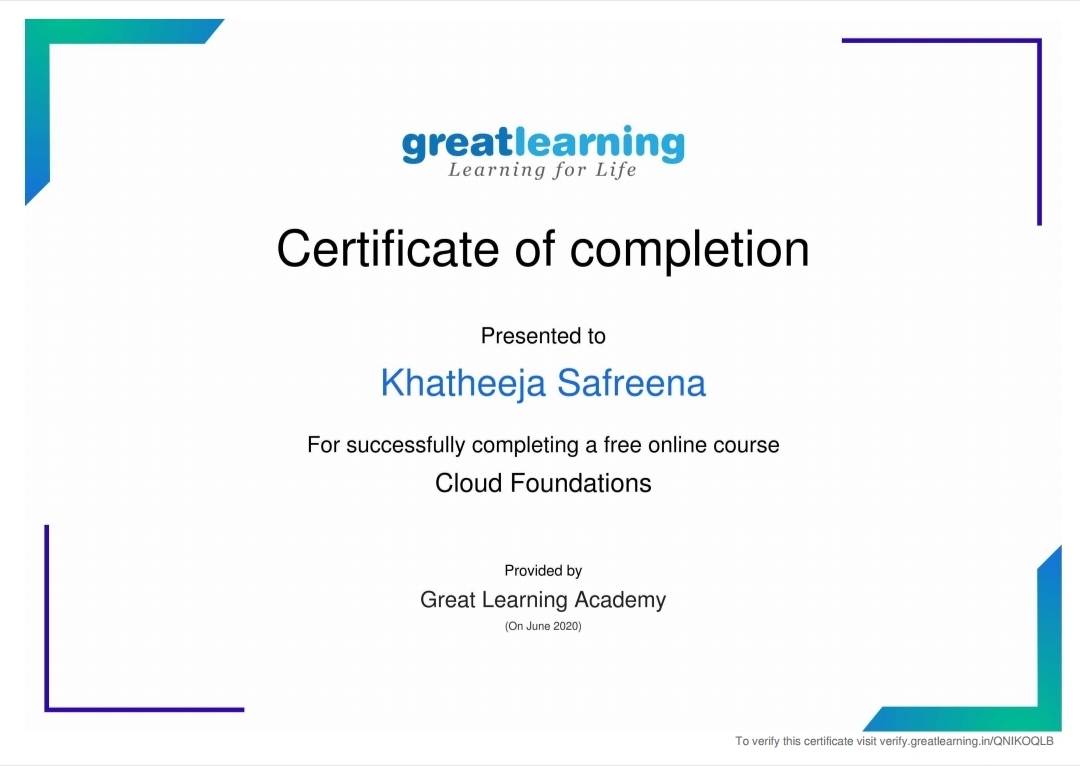 greatlearning
Learning for Life
Certificate of completion
Presented to
Khatheeja Safreena
For successfully completing a free online course
Cloud Foundations
Provided by
Great Learning Academy
(On June 2020)
To verify this certificate visit verify.greatlearning.in/QNIKOQLB